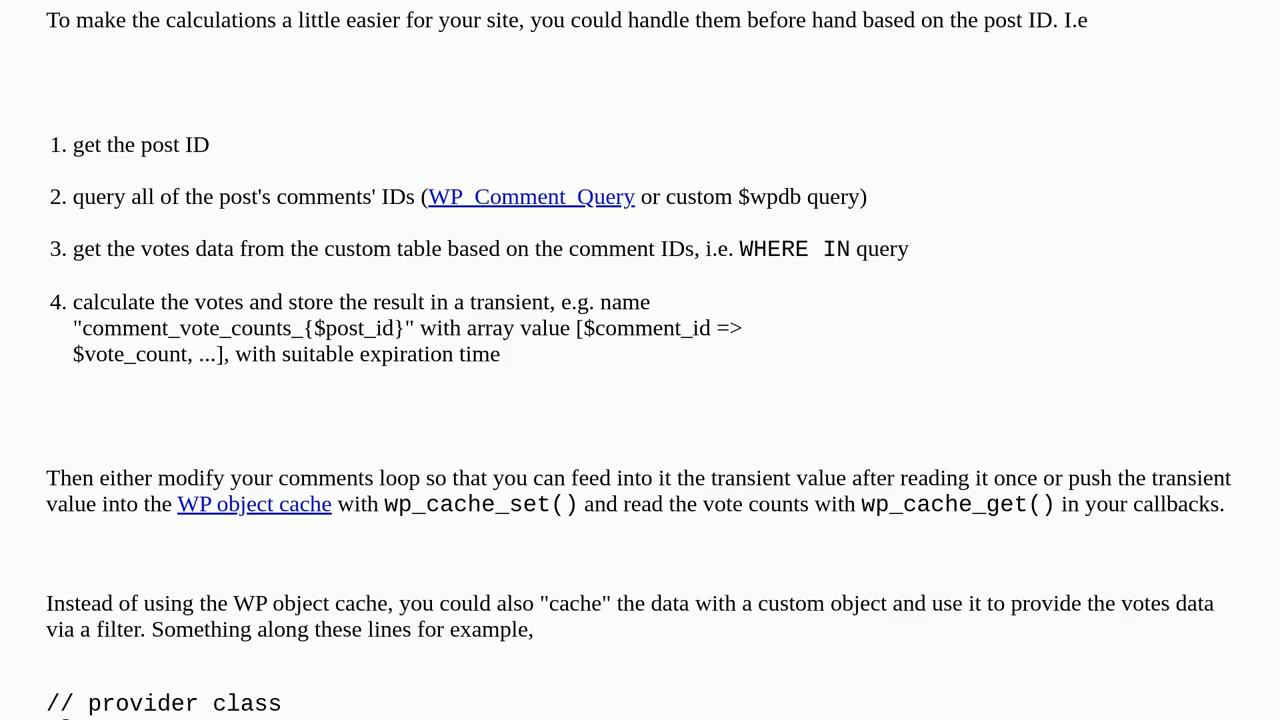 To make the calculations a little easier for your site, you could handle them before hand based on the post ID. I.e
1. get the post ID
2. query all of the post's comments' IDs (WP_Comment_Query or custom $wpdb query)
3. get the votes data from the custom table based on the comment IDs, i.e. WHERE IN query
4. calculate the votes and store the result in a transient, e.g. name
"comment_vote_counts_{$post_id}" with array value [$comment_id =>
$vote_count, ...], with suitable expiration time
Then either modify your comments loop so that you can feed into it the transient value after reading it once or push the transient
value into the WP object cache with wp_cache_set() and read the vote counts with wp_cache_get() in your callbacks.
Instead of using the WP object cache, you could also "cache" the data with a custom object and use it to provide the votes data
via a filter. Something along these lines for example,
// provider class